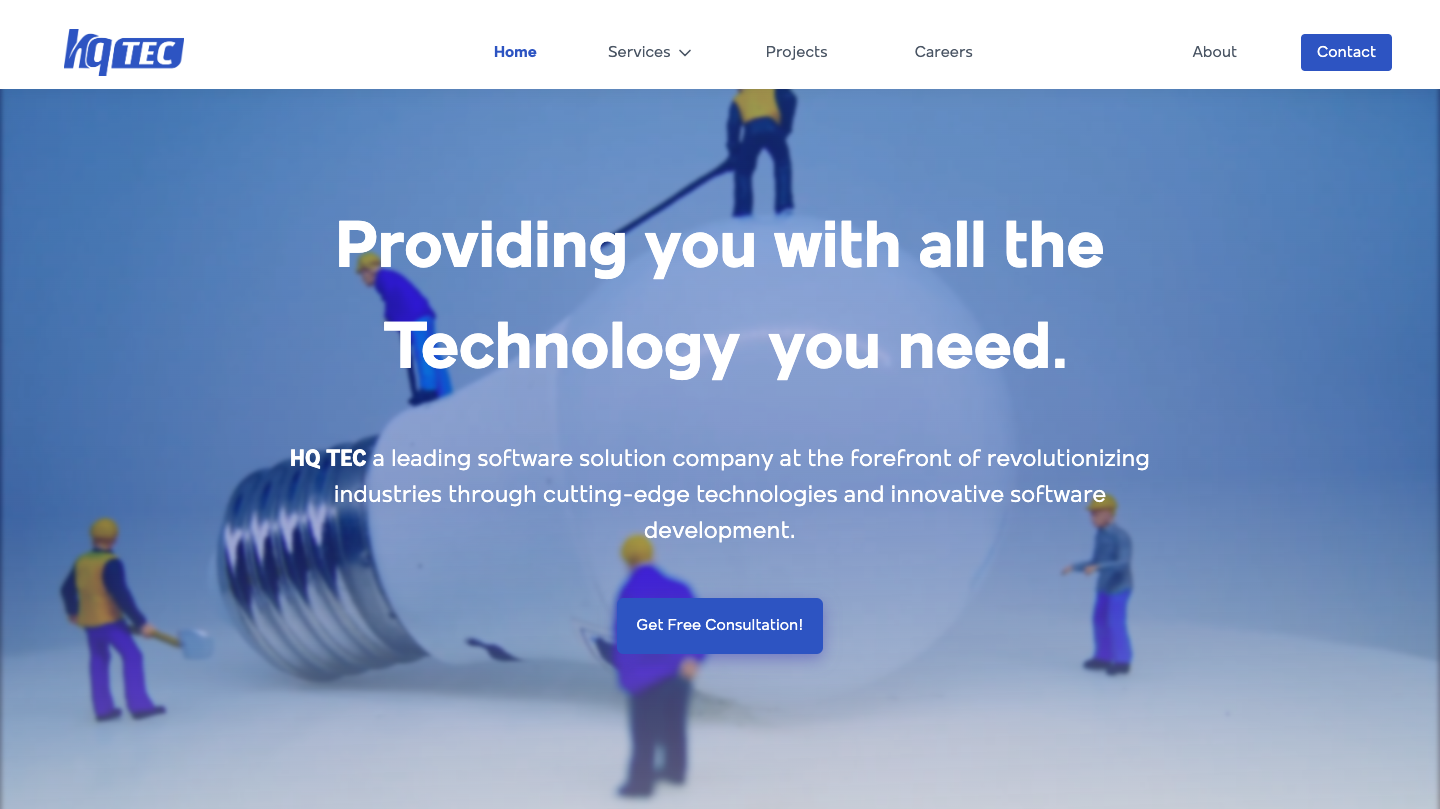 hq TEC
Home
Services
Projects
Careers
About
Contact
Providing you with all the
Technology you need.
HQ TEC a leading software solution company at the forefront of revolutionizing
industries through cutting-edge technologies and innovative software
development.
Get Free Consultation!